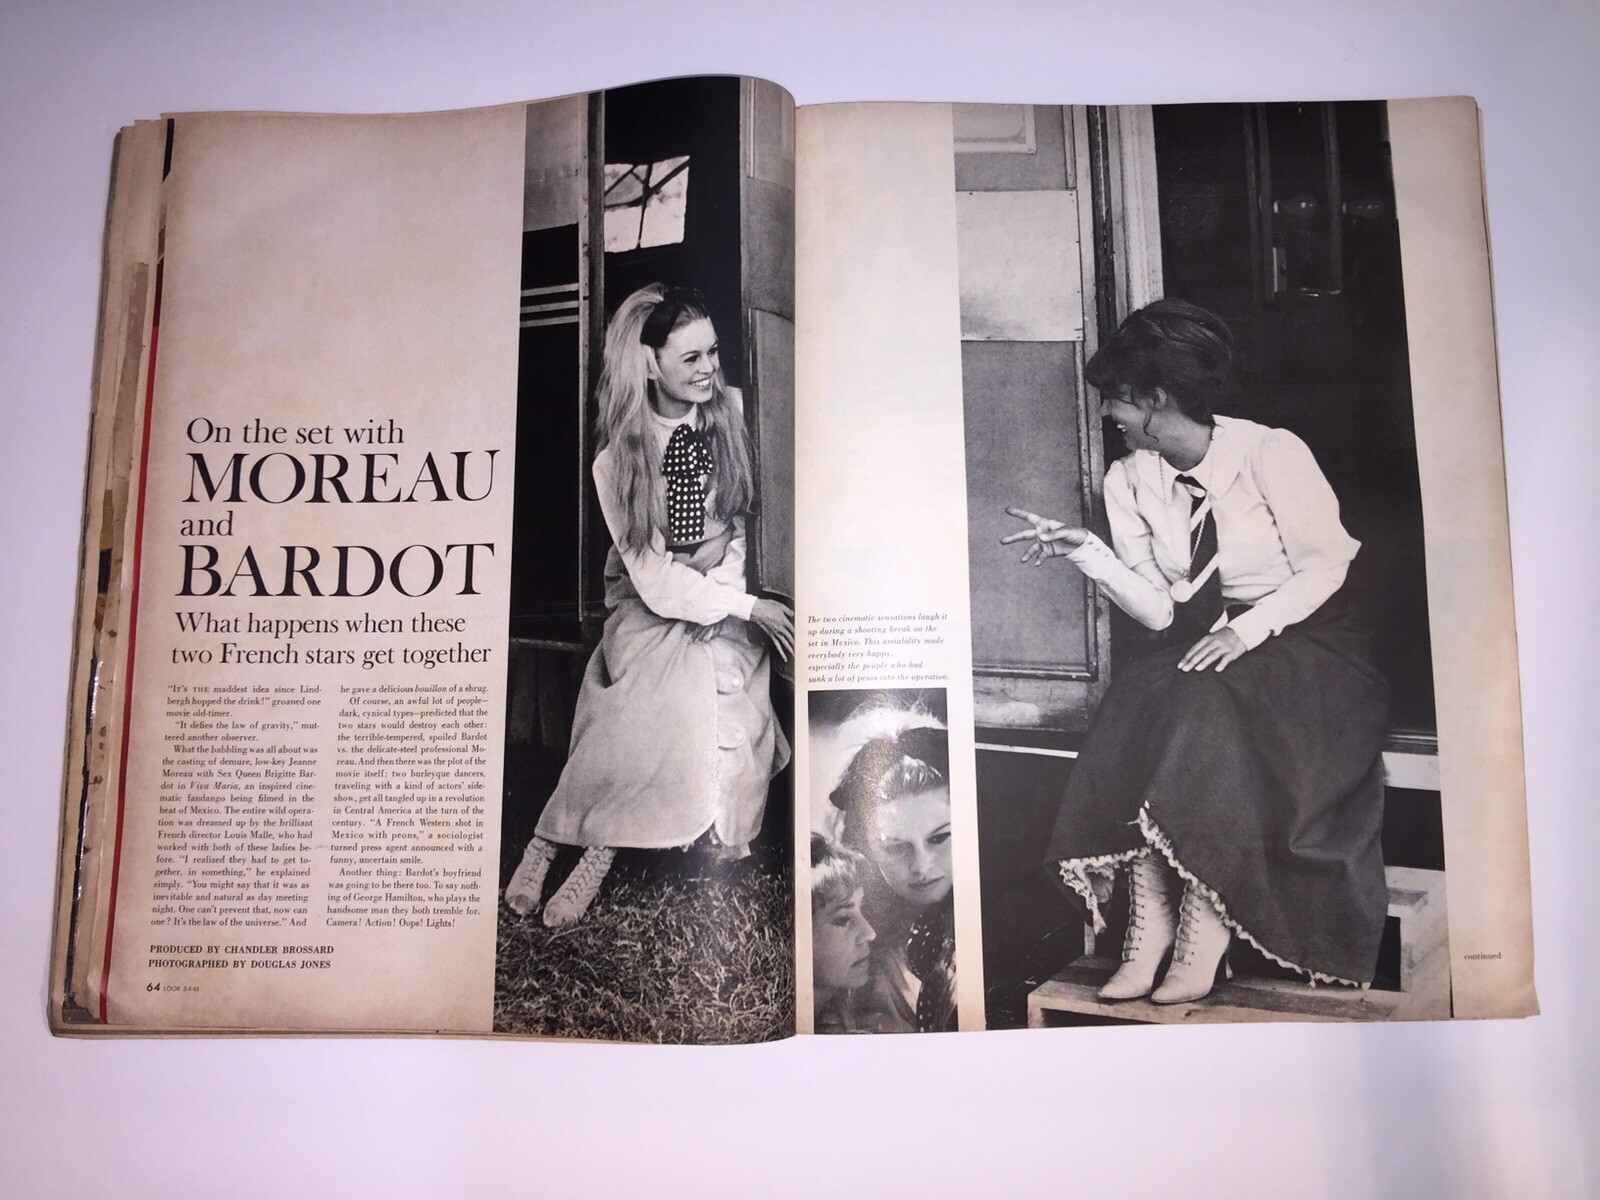 On the set with
MOREAU
and
BARDOT
What happens when these
two French stars get together
"IT'S THE maddest idea since Lind-
bergh hopped the drink!" groaned one
movie old-timer.
"It defies the law of gravity," mut-
tered another observer.
What the babbling was all about was
the casting of demure, low-key Jeanne
Moreau with Sex Queen Brigitte Bar-
dot in Viva Maria, an inspired cine-
matic fandango being filmed in the
heat of Mexico. The entire wild opera-
tion was dreamed up by the brilliant
French director Louis Malle, who had
worked with both of these ladies be-
fore. "I realized they had to get to-
gether, in something," he explained
simply. "You might say that it was as
inevitable and natural as day meeting
night. One can't prevent that, now can
one? It's the law of the universe." And
he gave a delicious bouillon of a shrug.
Of course, an awful lot of people—
dark, cynical types—predicted that the
two stars would destroy each other:
the terrible-tempered, spoiled Bardot
vs. the delicate-steel professional Mo-
reau. And then there was the plot of the
movie itself: two burleyque dancers,
traveling with a kind of actors' side-
show, get all tangled up in a revolution
in Central America at the turn of the
century. "A French Western shot in
Mexico with peons," a sociologist
turned press agent announced with a
funny, uncertain smile.
Another thing: Bardot's boyfriend
was going to be there too. To say noth-
ing of George Hamilton, who plays the
handsome man they both tremble for.
Camera! Action! Oops! Lights!
PRODUCED BY CHANDLER BROSSARD
PHOTOGRAPHED BY DOUGLAS JONES
64 LOOK 5-4-65
The two cinematic sensations laugh it
up during a shooting break on the
set in Mexico. This amiability made
everybody very happy,
especially the people who had
sunk a lot of pesos into the operation.
continued